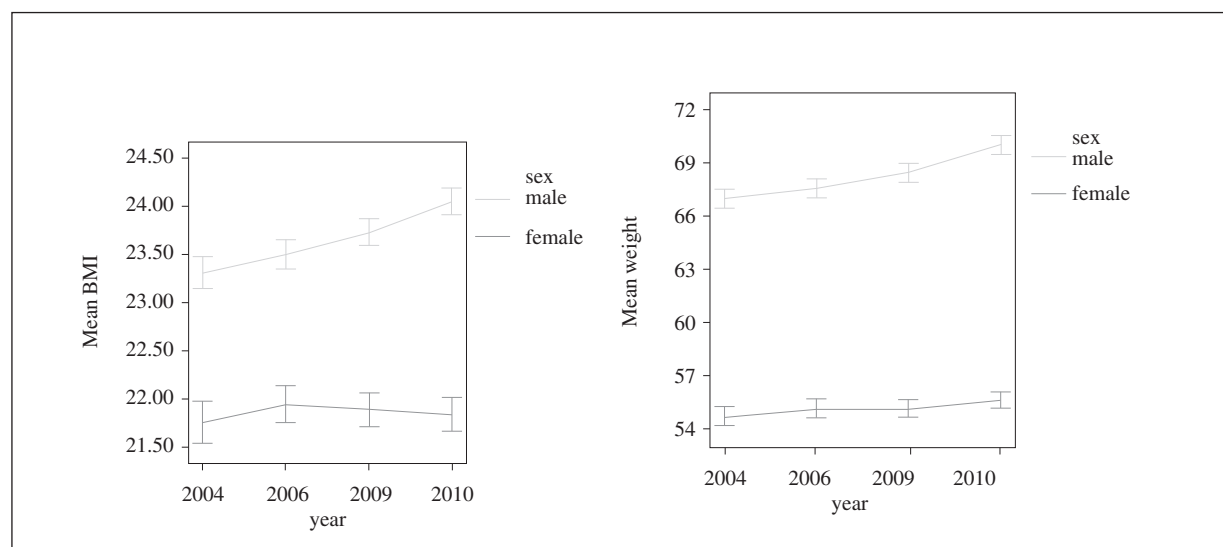 24.50
24.00
23.50
23.00
22.50
22.00
21.50
Mean BMI
2004 2006 2009 2010
year
sex
male
female
72
69
66
63
60
57
54
Mean weight
2004 2006 2009 2010
year
sex
male
female